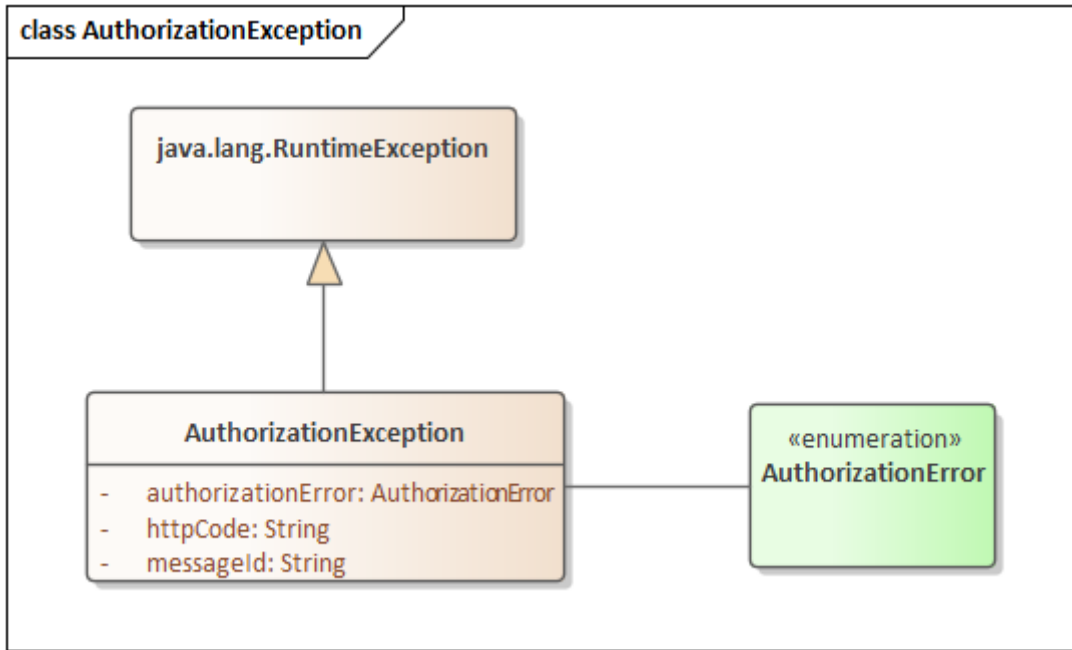 class AuthorizationException
java.lang.RuntimeException
AuthorizationException
- authorizationError: AuthorizationError
- httpCode: String
- messageId: String
«enumeration»
AuthorizationError